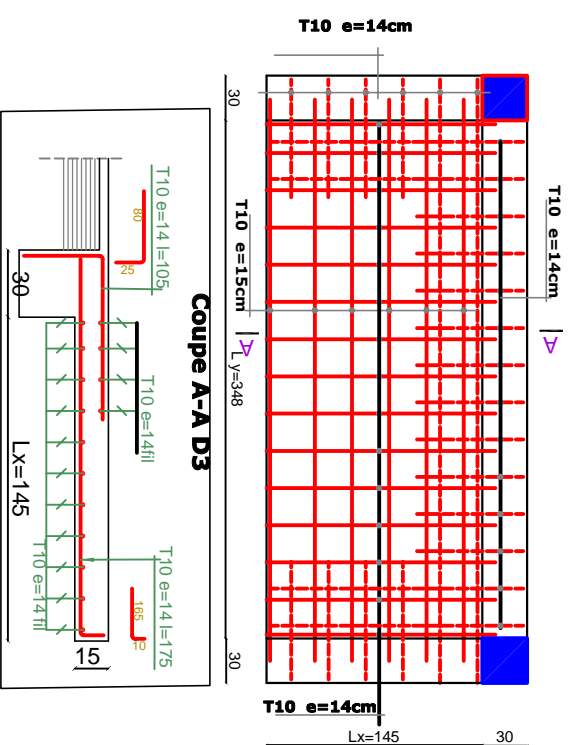 T10 e=14cm
30
T10 e=15cm
A
Ly=348
T10 e=14cm
A
30
T10 e=14cm
Lx=145
30
Coupe A-A D3
T10 e=14 l=105
80
25
30
T10 e=14fil
Lx=145
T10 e=14 fil
T10 e=14 l=175
165
10
15